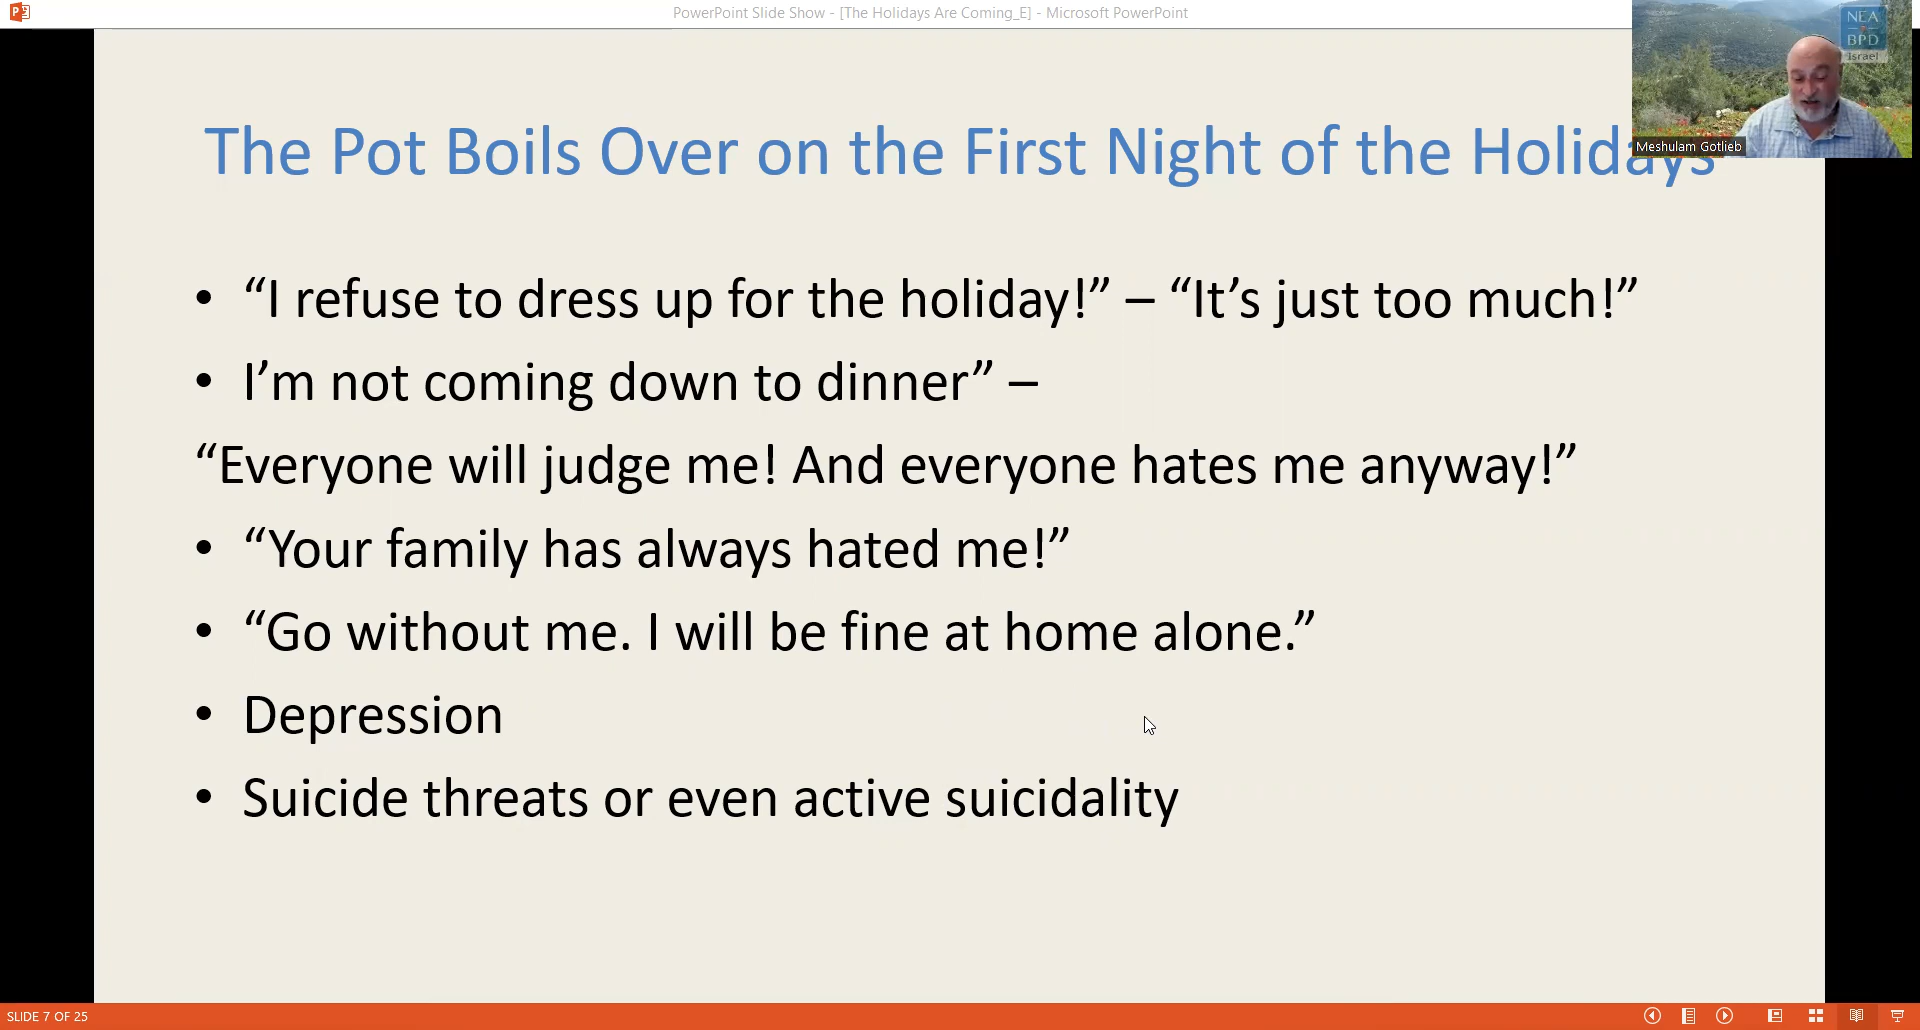 PowerPoint Slide Show - [The Holidays Are Coming_E] - Microsoft PowerPoint
NEA
BPD
Israel
Meshulam Gotlieb
The Pot Boils Over on the First Night of the Holidays
• “I refuse to dress up for the holiday!” – “It’s just too much!”
• I’m not coming down to dinner” –
“Everyone will judge me! And everyone hates me anyway!”
• “Your family has always hated me!”
• “Go without me. I will be fine at home alone.”
• Depression
• Suicide threats or even active suicidality
SLIDE 7 OF 25